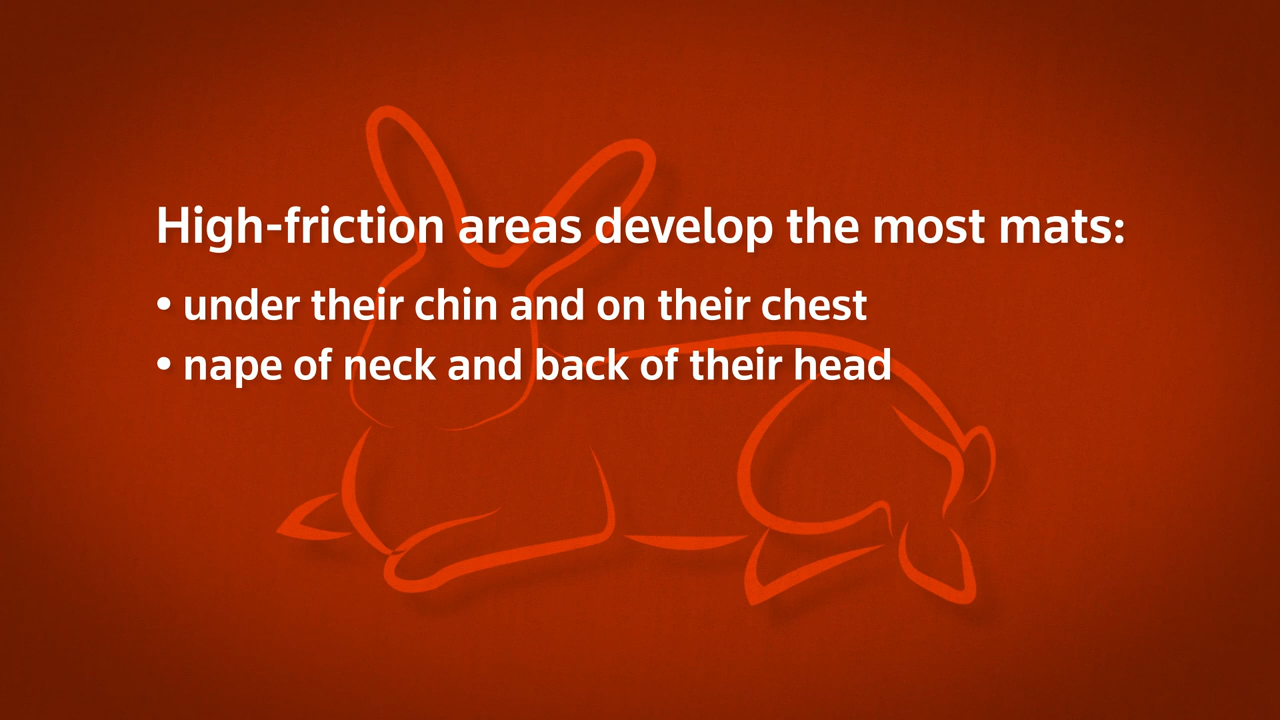 High-friction areas develop the most mats:
• under their chin and on their chest
• nape of neck and back of their head